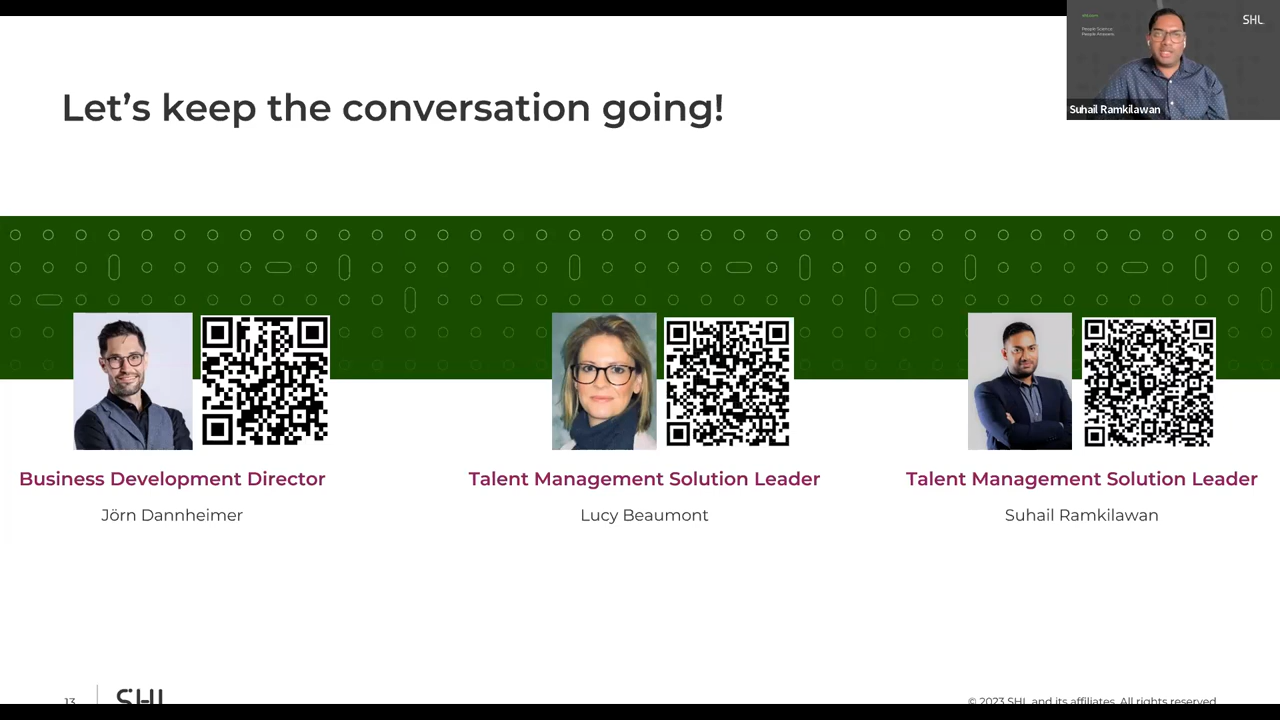 Let's keep the conversation going!
SHL
Suhail Ramkilawan
Business Development Director
Jörn Dannheimer
Talent Management Solution Leader
Lucy Beaumont
Talent Management Solution Leader
Suhail Ramkilawan
13
SHL
© 2023 SHL and its affiliates. All rights reserved